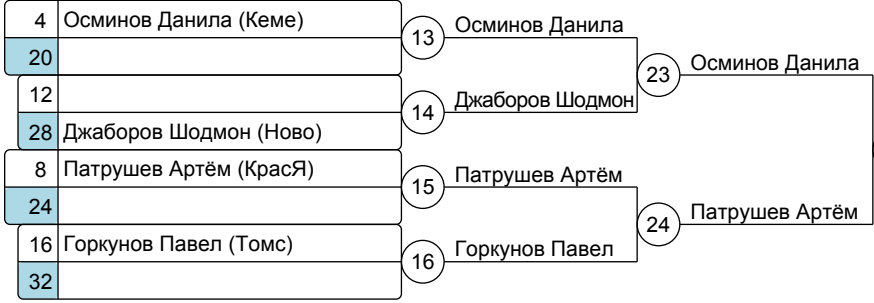 4 Осминов Данила (Кеме)
20
12
28 Джаборов Шодмон (Ново)
8 Патрушев Артём (КрасЯ)
24
16 Горкунов Павел (Томс)
32
13 Осминов Данила
14 Джаборов Шодмон
15 Патрушев Артём
16 Горкунов Павел
23 Осминов Данила
24 Патрушев Артём